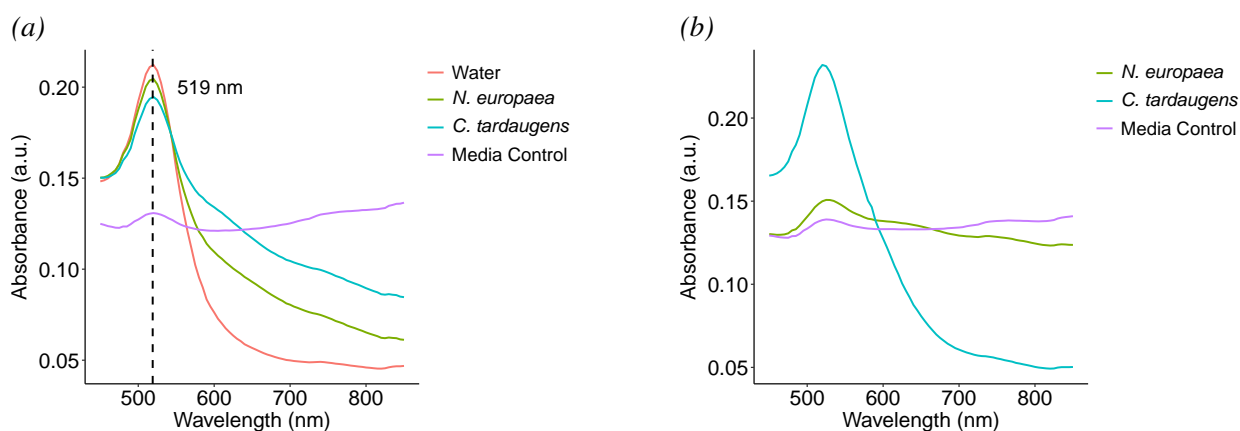 (a)
519 nm
Water
N. europaea
C. tardaugens
Media Control
Absorbance (a.u.)
0.20
0.15
0.10
0.05
500 600 700 800
Wavelength (nm)
(b)
N. europaea
C. tardaugens
Media Control
Absorbance (a.u.)
0.20
0.15
0.10
0.05
500 600 700 800
Wavelength (nm)